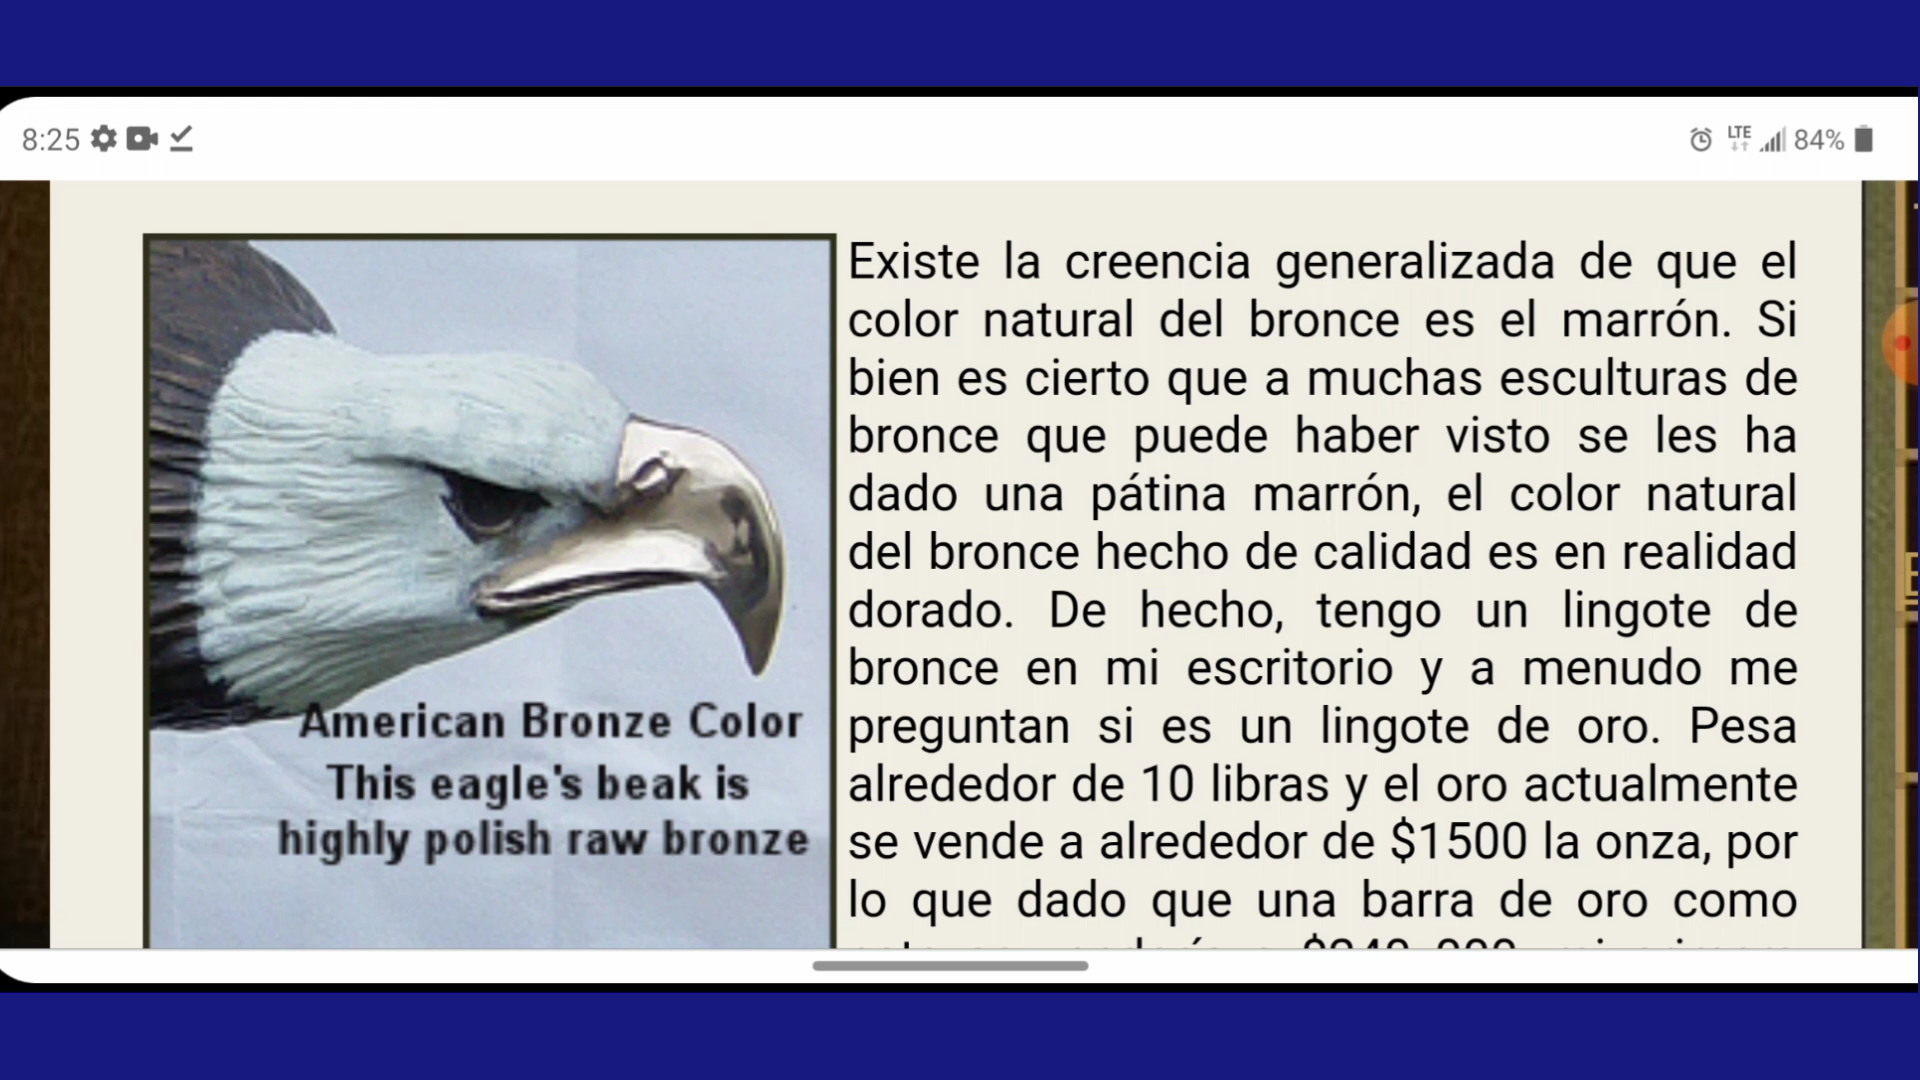 8:25
LTE
84%
Existe la creencia generalizada de que el
color natural del bronce es el marrón. Si
bien es cierto que a muchas esculturas de
bronce que puede haber visto se les ha
dado una pátina marrón, el color natural
del bronce hecho de calidad es en realidad
dorado. De hecho, tengo un lingote de
bronce en mi escritorio y a menudo me
preguntan si es un lingote de oro. Pesa
alrededor de 10 libras y el oro actualmente
se vende a alrededor de $1500 la onza, por
lo que dado que una barra de oro como
American Bronze Color
This eagle's beak is
highly polish raw bronze